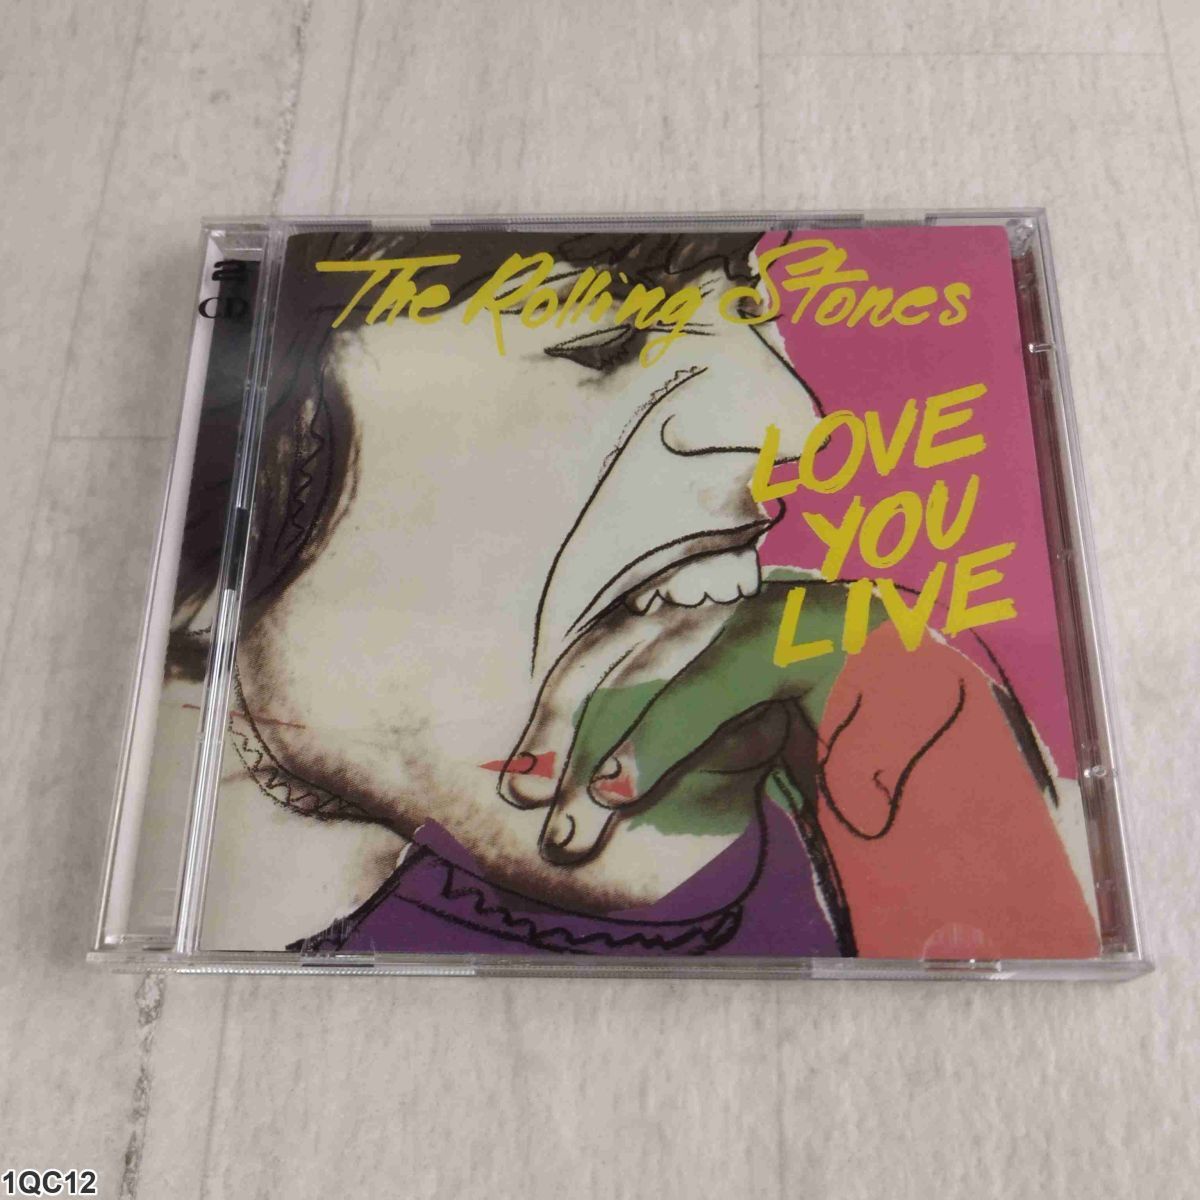 2
CD
The Rolling Stones
LOVE
YOU
LIVE
1QC12